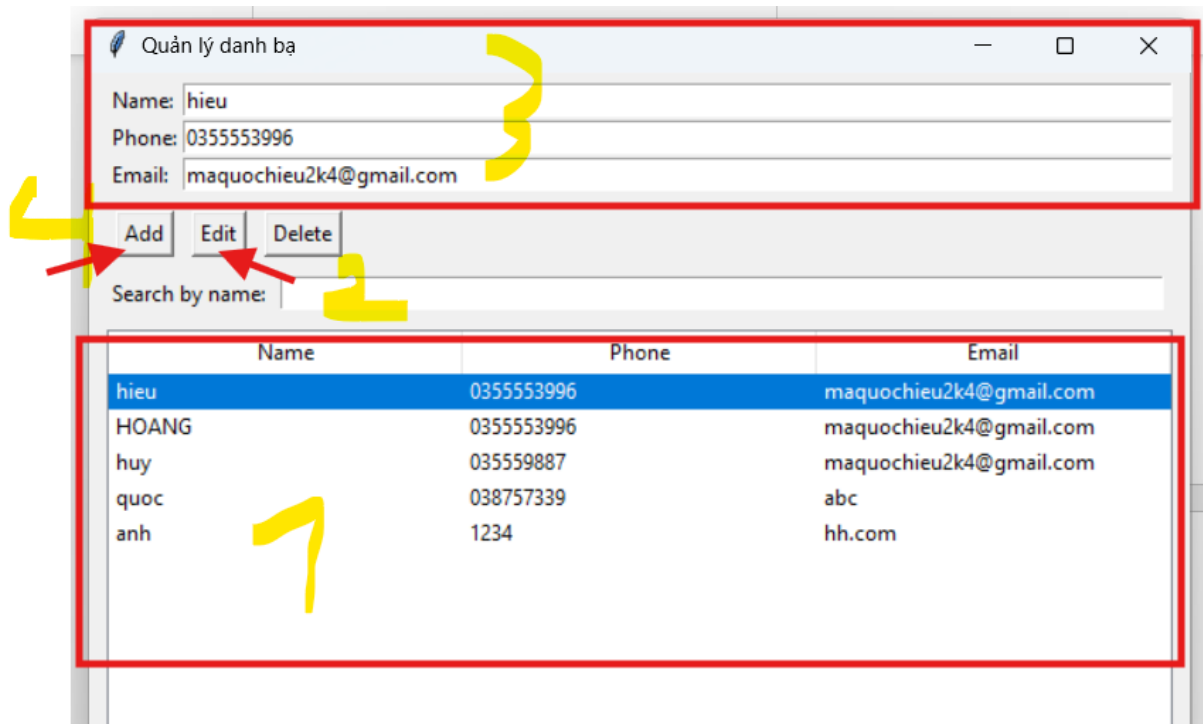 Quản lý danh bạ
3
Name: hieu
Phone: 0355553996
Email: maquochieu2k4@gmail.com
4
Add Edit Delete
2
Search by name:
Name Phone Email
hieu 0355553996 maquochieu2k4@gmail.com
HOANG 0355553996 maquochieu2k4@gmail.com
huy 035559887 maquochieu2k4@gmail.com
quoc 038757339 abc
anh 1234 hh.com
1